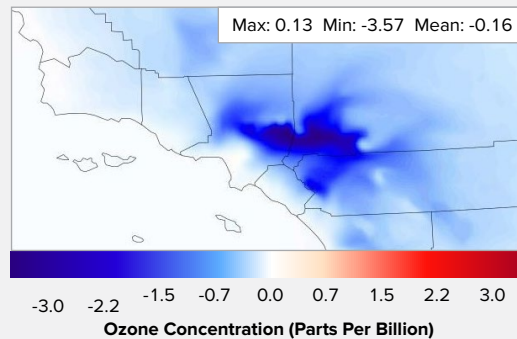 Max: 0.13 Min: -3.57 Mean: -0.16
-3.0 -2.2 -1.5 -0.7 0.0 0.7 1.5 2.2 3.0
Ozone Concentration (Parts Per Billion)